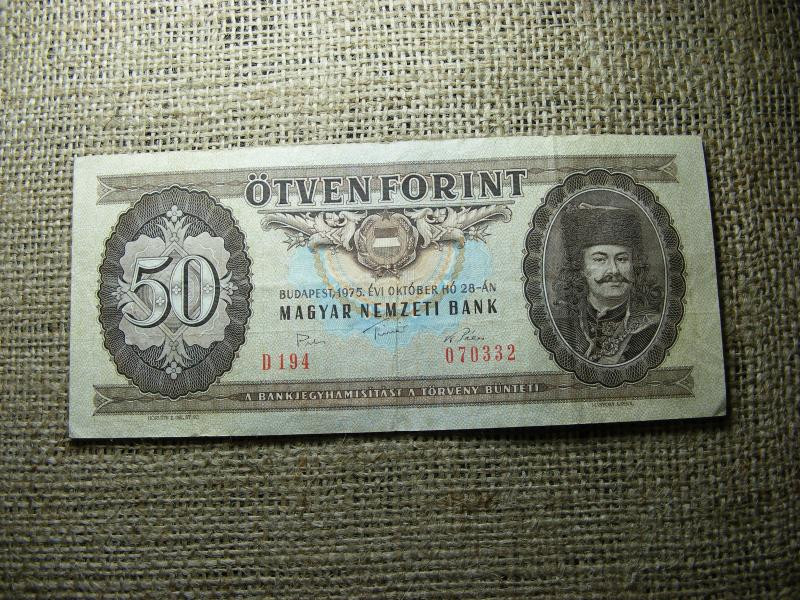 ÖTVEN FORINT
50
BUDAPEST, 1975. ÉVI OKTÓBER HÓ 28-ÁN
MAGYAR NEMZETI BANK
D 194
070332
A BANKJEGYHAMISÍTÁST A TÖRVÉNY BÜNTETI